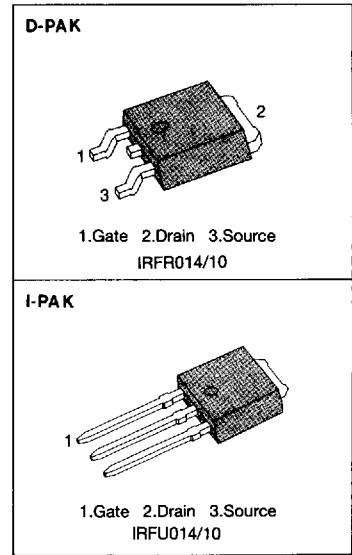 D-PAK
2
1
3
1.Gate 2.Drain 3.Source
IRFR014/10
I-PAK
1
1.Gate 2.Drain 3.Source
IRFU014/10